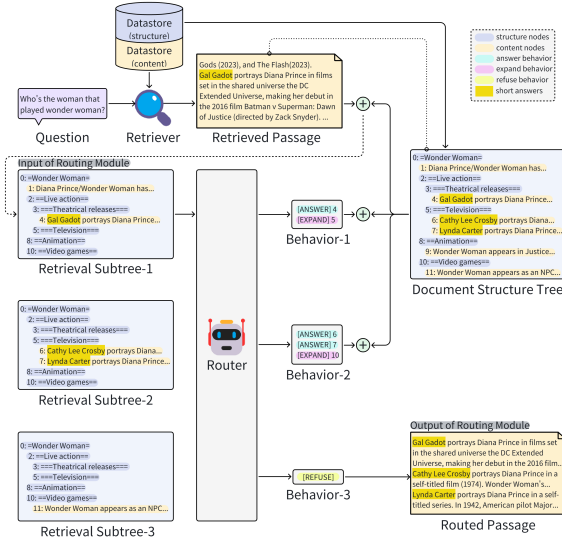 Datastore
(structure)
Datastore
(content)
structure nodes
content nodes
answer behavior
expand behavior
refuse behavior
short answers
Who's the woman that
played wonder woman?
Question
Retriever
Gods (2023), and The Flash(2023).
Gal Gadot portrays Diana Prince in films
set in the shared universe the DC
Extended Universe, making her debut in
the 2016 film Batman v Superman: Dawn
of Justice (directed by Zack Snyder). ...
Retrieved Passage
Input of Routing Module
0: =Wonder Woman=
1: Diana Prince/Wonder Woman has...
2: ==Live action==
3: ===Theatrical releases===
4: Gal Gadot portrays Diana Prince...
5: ===Television===
8: ==Animation==
10: ==Video games==
Retrieval Subtree-1
0: =Wonder Woman=
2: ==Live action==
3: ===Theatrical releases===
5: ===Television===
6: Cathy Lee Crosby portrays Diana...
7: Lynda Carter portrays Diana Prince...
8: ==Animation==
10: ==Video games==
Retrieval Subtree-2
0: =Wonder Woman=
2: ==Live action==
3: ===Theatrical releases===
5: ===Television===
8: ==Animation==
10: ==Video games==
11: Wonder Woman appears as an NPC...
Retrieval Subtree-3
Router
[ANSWER] 4
[EXPAND] 5
Behavior-1
[ANSWER] 6
[ANSWER] 7
[EXPAND] 10
Behavior-2
[REFUSE]
Behavior-3
0: =Wonder Woman=
1: Diana Prince/Wonder Woman has...
2: ==Live action==
3: ===Theatrical releases===
4: Gal Gadot portrays Diana Prince...
5: ===Television===
6: Cathy Lee Crosby portrays Diana...
7: Lynda Carter portrays Diana Prince...
8: ==Animation==
9: Wonder Woman appears in Justice...
10: ==Video games==
11: Wonder Woman appears as an NPC...
Document Structure Tree
Output of Routing Module
Gal Gadot portrays Diana Prince in films set
in the shared universe the DC Extended
Universe, making her debut in the 2016 film...
Cathy Lee Crosby portrays Diana Prince in a
self-titled film (1974). Wonder Woman's...
Lynda Carter portrays Diana Prince in a self-
titled series. In 1942, American pilot Major...
Routed Passage